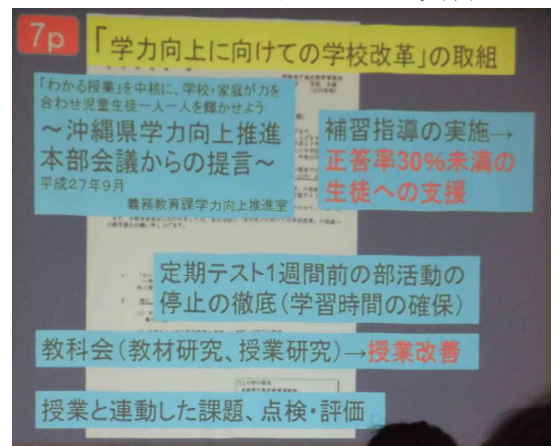 7p
「学力向上に向けての学校改革」の取組
「わかる授業」を中核に、学校・家庭が力を
合わせ児童生徒一人一人を輝かせよう
～沖縄県学力向上推進
本部会議からの提言～
平成27年9月
義務教育課学力向上推進室
補習指導の実施→
正答率30%未満の
生徒への支援
定期テスト1週間前の部活動の
停止の徹底(学習時間の確保)
教科会(教材研究、授業研究)→授業改善
授業と連動した課題、点検・評価